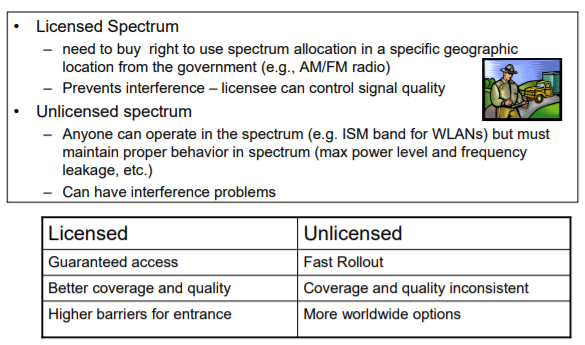 • Licensed Spectrum
– need to buy right to use spectrum allocation in a specific geographic
location from the government (e.g., AM/FM radio)
– Prevents interference – licensee can control signal quality
• Unlicensed spectrum
– Anyone can operate in the spectrum (e.g. ISM band for WLANs) but must
maintain proper behavior in spectrum (max power level and frequency
leakage, etc.)
– Can have interference problems
Licensed Unlicensed
Guaranteed access Fast Rollout
Better coverage and quality Coverage and quality inconsistent
Higher barriers for entrance More worldwide options